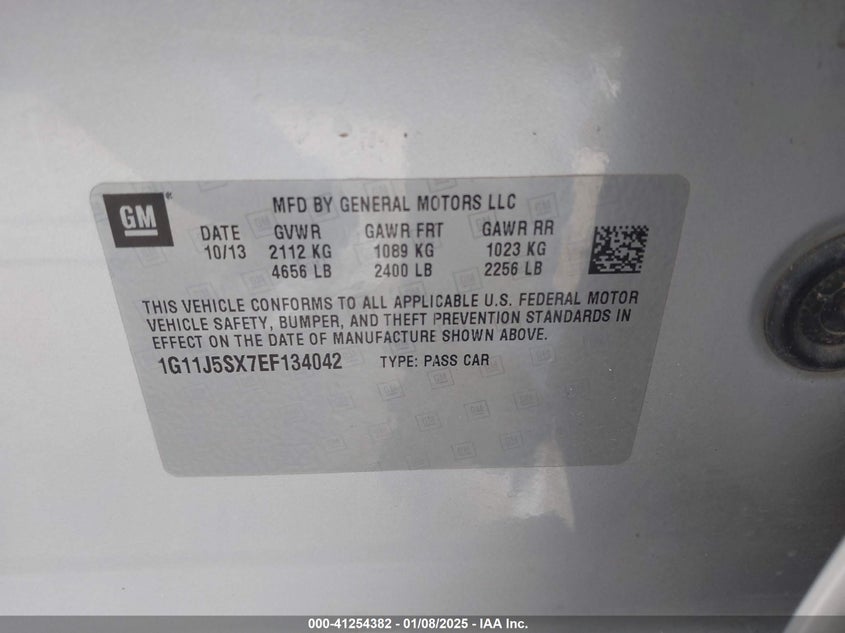 GM
MFD BY GENERAL MOTORS LLC
DATE GVWR GAWR FRT GAWR RR
10/13 2112 KG 1089 KG 1023 KG
4656 LB 2400 LB 2256 LB
THIS VEHICLE CONFORMS TO ALL APPLICABLE U.S. FEDERAL MOTOR
VEHICLE SAFETY, BUMPER, AND THEFT PREVENTION STANDARDS IN
EFFECT ON THE DATE OF MANUFACTURE SHOWN ABOVE.
1G11J5SX7EF134042 TYPE: PASS CAR
000-41254382 - 01/08/2025 - IAA Inc.